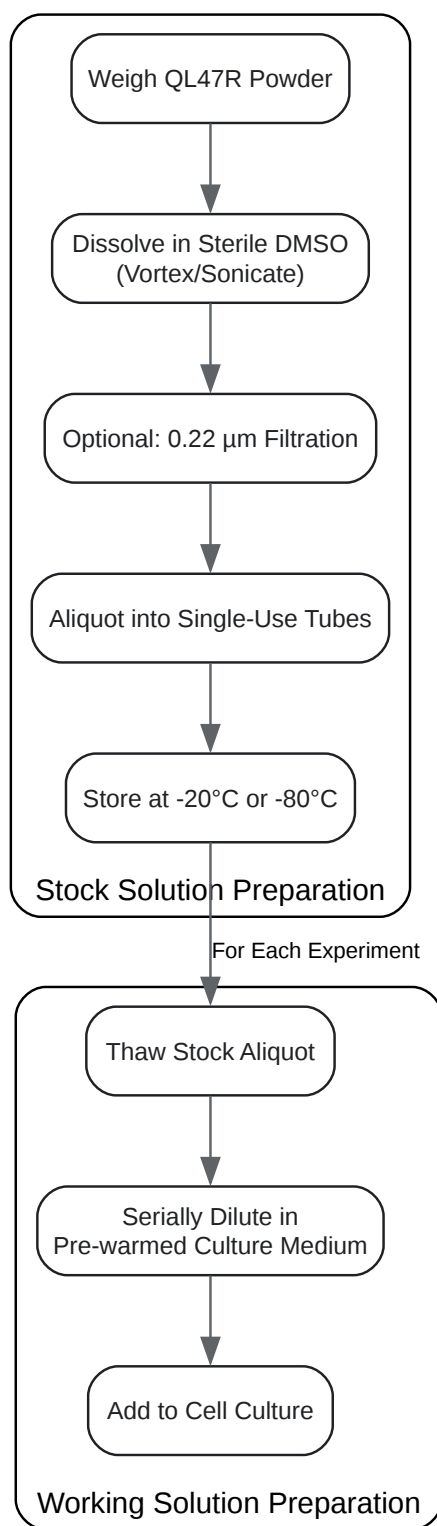 Weigh QL47R Powder
Dissolve in Sterile DMSO
(Vortex/Sonicate)
Optional: 0.22 µm Filtration
Aliquot into Single-Use Tubes
Store at -20°C or -80°C
Stock Solution Preparation
For Each Experiment
Thaw Stock Aliquot
Serially Dilute in
Pre-warmed Culture Medium
Add to Cell Culture
Working Solution Preparation